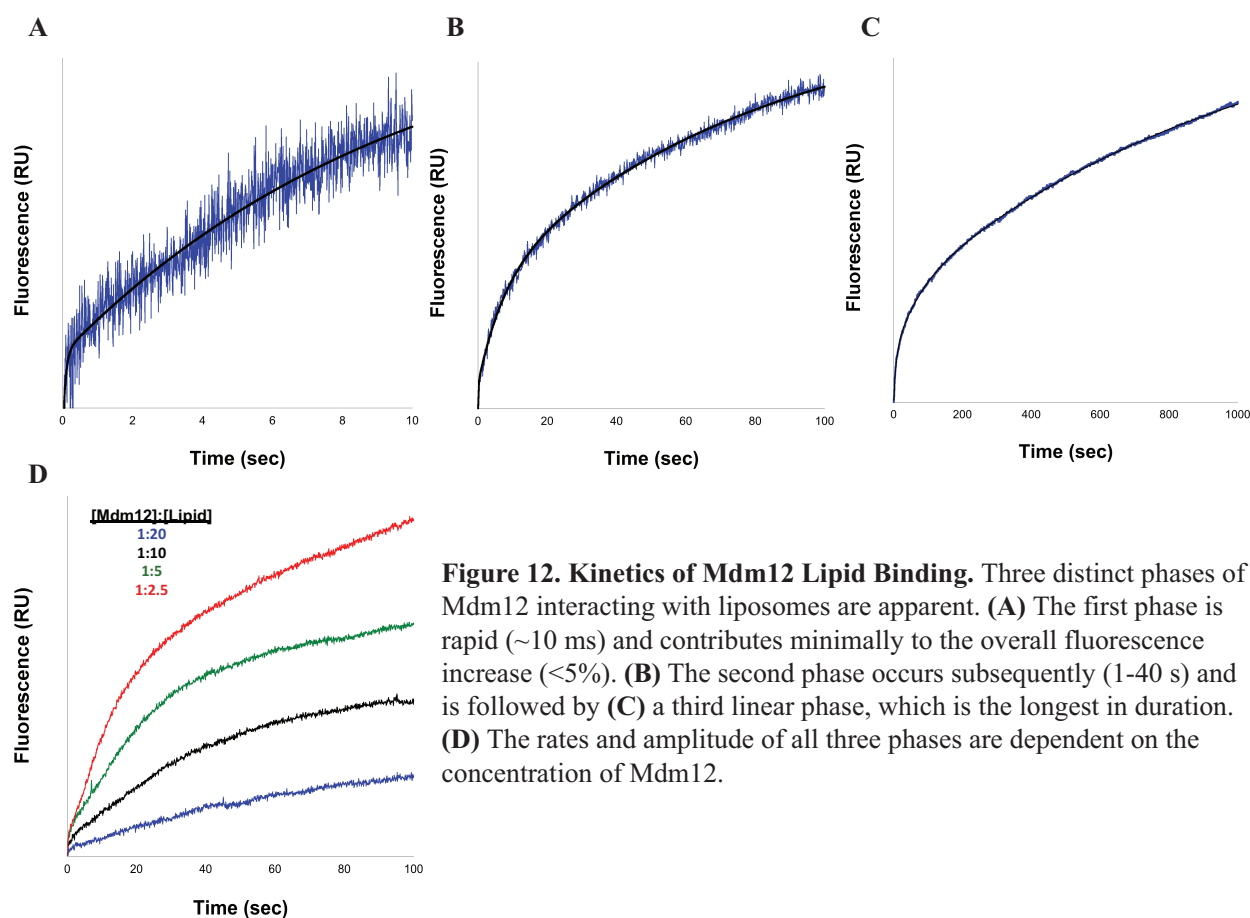 A
B
C
Fluorescence (RU)
0 2 4 6 8 10
Time (sec)
Fluorescence (RU)
0 20 40 60 80 100
Time (sec)
Fluorescence (RU)
0 200 400 600 800 1000
Time (sec)
D
[Mdm12]:[Lipid]
1:20
1:10
1:5
1:2.5
Fluorescence (RU)
0 20 40 60 80 100
Time (sec)
Figure 12. Kinetics of Mdm12 Lipid Binding. Three distinct phases of
Mdm12 interacting with liposomes are apparent. (A) The first phase is
rapid (~10 ms) and contributes minimally to the overall fluorescence
increase (<5%). (B) The second phase occurs subsequently (1-40 s) and
is followed by (C) a third linear phase, which is the longest in duration.
(D) The rates and amplitude of all three phases are dependent on the
concentration of Mdm12.